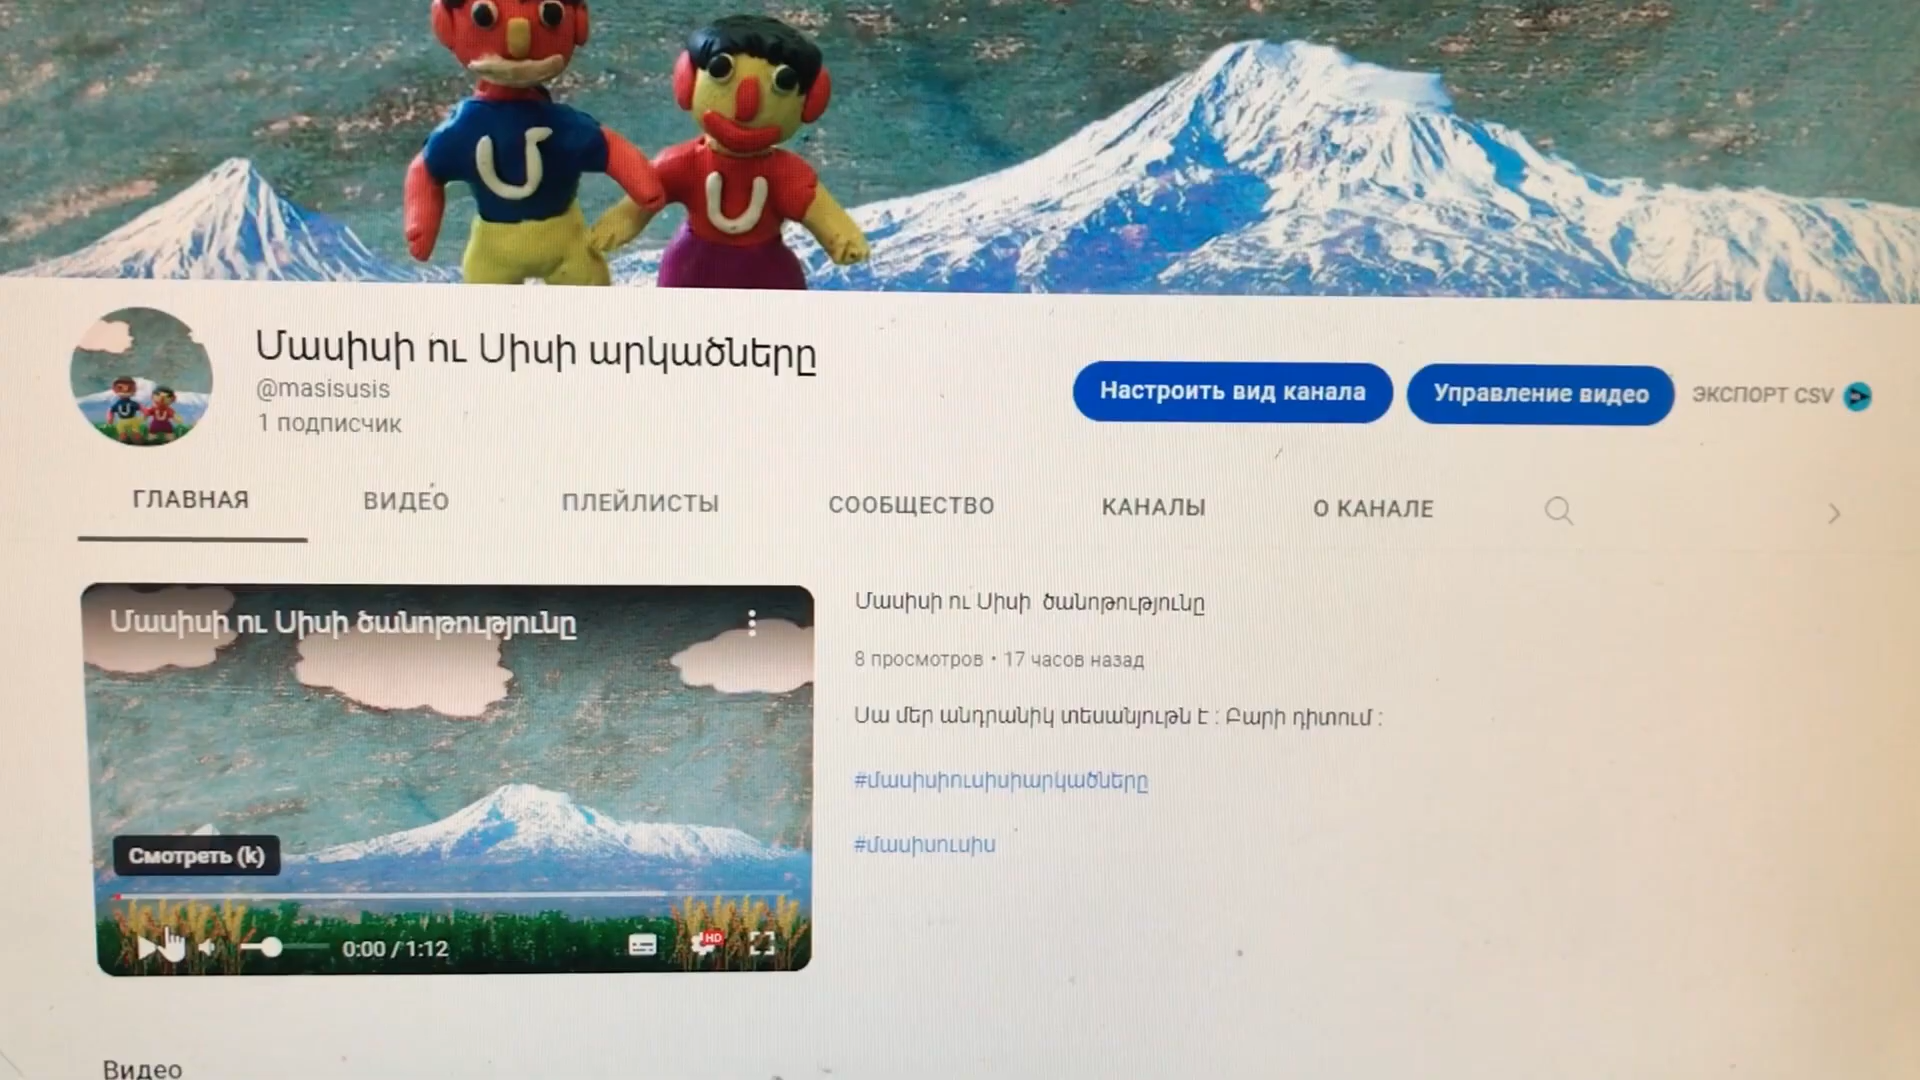 Մ
Ս
Մասիսի ու Սիսի արկածները
@masisusis
1 подписчик
Настроить вид канала
Управление видео
ЭКСПОРТ CSV
ГЛАВНАЯ
ВИДЕО
ПЛЕЙЛИСТЫ
СООБЩЕСТВО
КАНАЛЫ
О КАНАЛЕ
Մասիսի ու Սիսի ծանոթությունը
Смотреть (k)
0:00 / 1:12
HD
Մասիսի ու Սիսի ծանոթությունը
8 просмотров • 17 часов назад
Սա մեր անդրանիկ տեսանյութն է : Բարի դիտում :
#մասիսիուսիսիարկածները
#մասիսուսիս
Видео